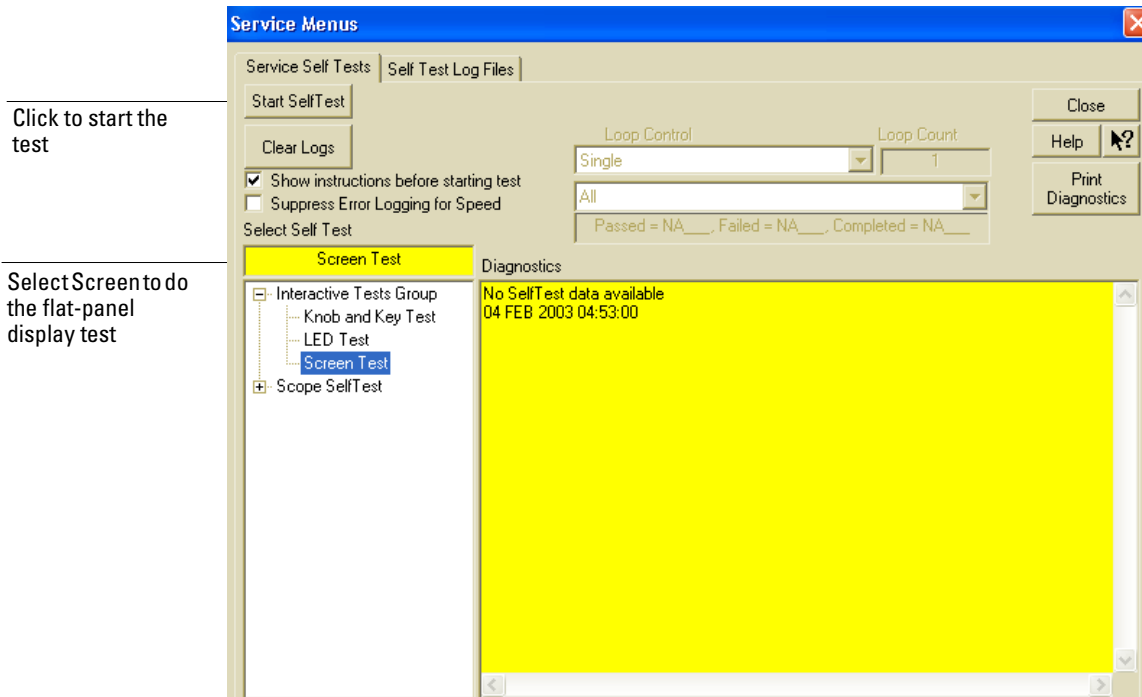 Service Menus
Service Self Tests
Self Test Log Files
Click to start the
test
Start SelfTest
Clear Logs
Show instructions before starting test
Suppress Error Logging for Speed
Select Self Test
Loop Control
Loop Count
Single
1
All
Passed = NA___, Failed = NA___, Completed = NA___
Close
Help
?
Print
Diagnostics
Select Screen to do
the flat-panel
display test
Screen Test
Interactive Tests Group
Knob and Key Test
LED Test
Screen Test
Scope SelfTest
Diagnostics
No SelfTest data available
04 FEB 2003 04:53:00